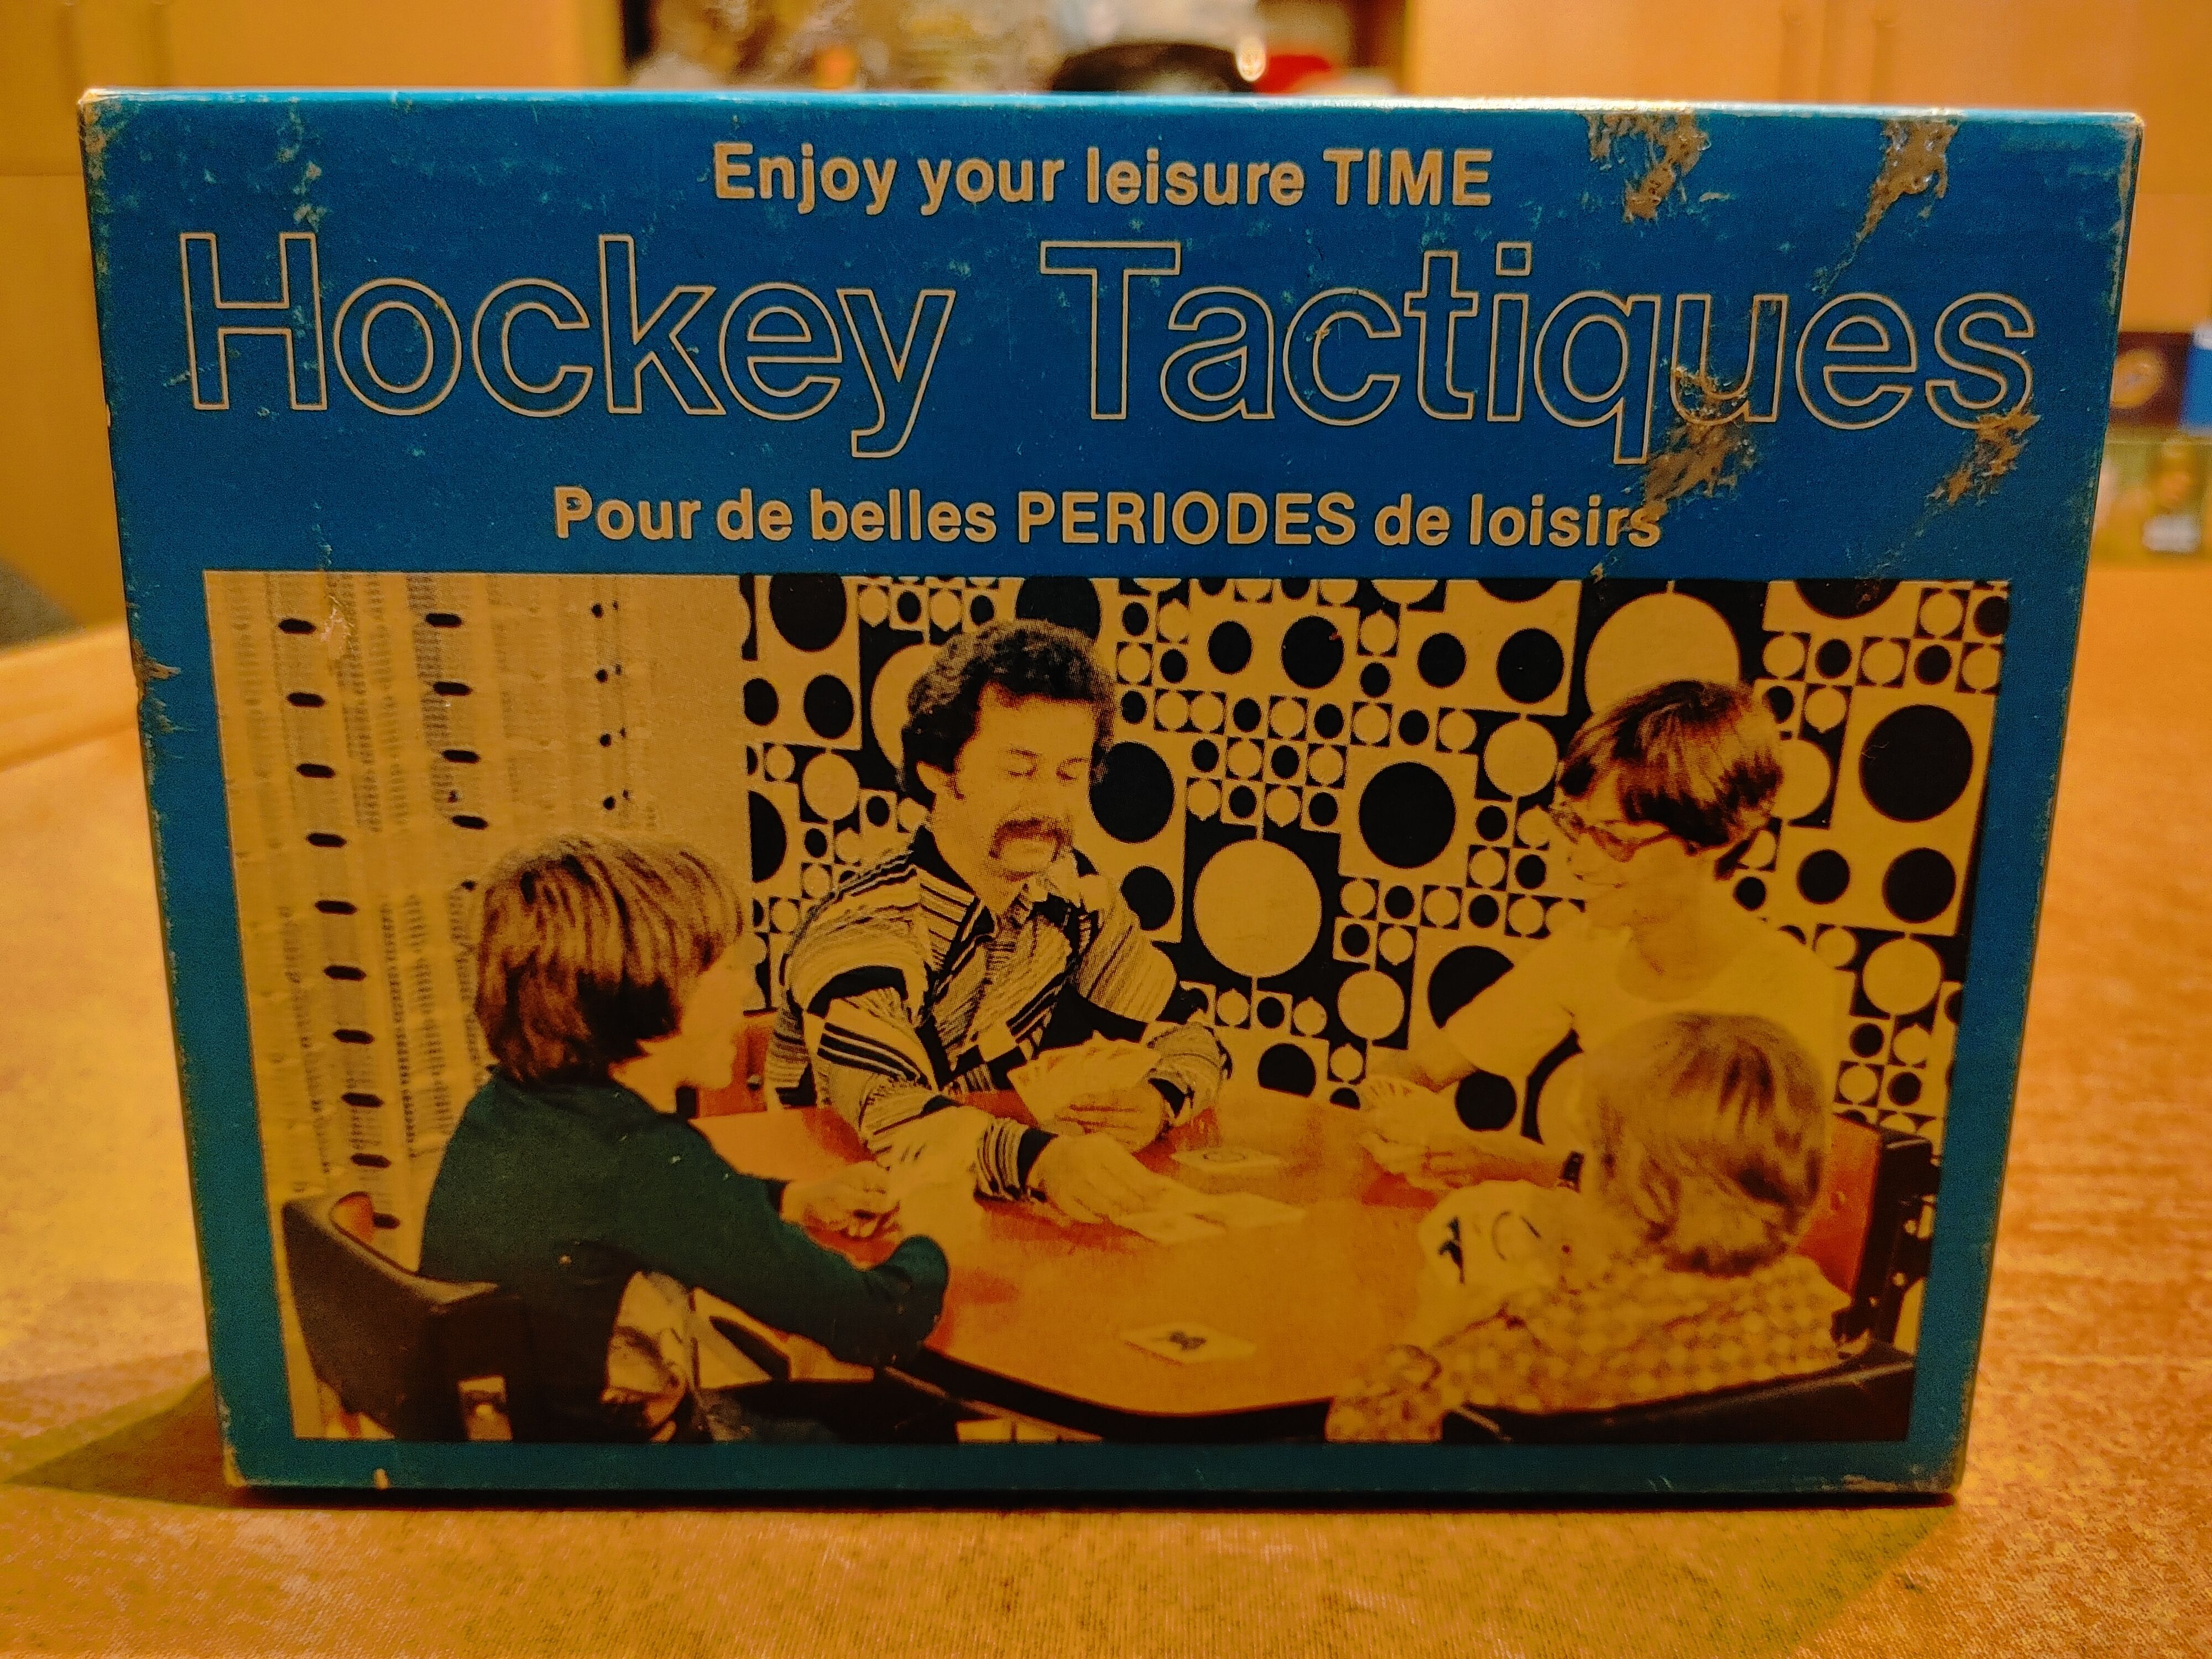 Enjoy your leisure TIME
Hockey Tactiques
Pour de belles PERIODES de loisirs